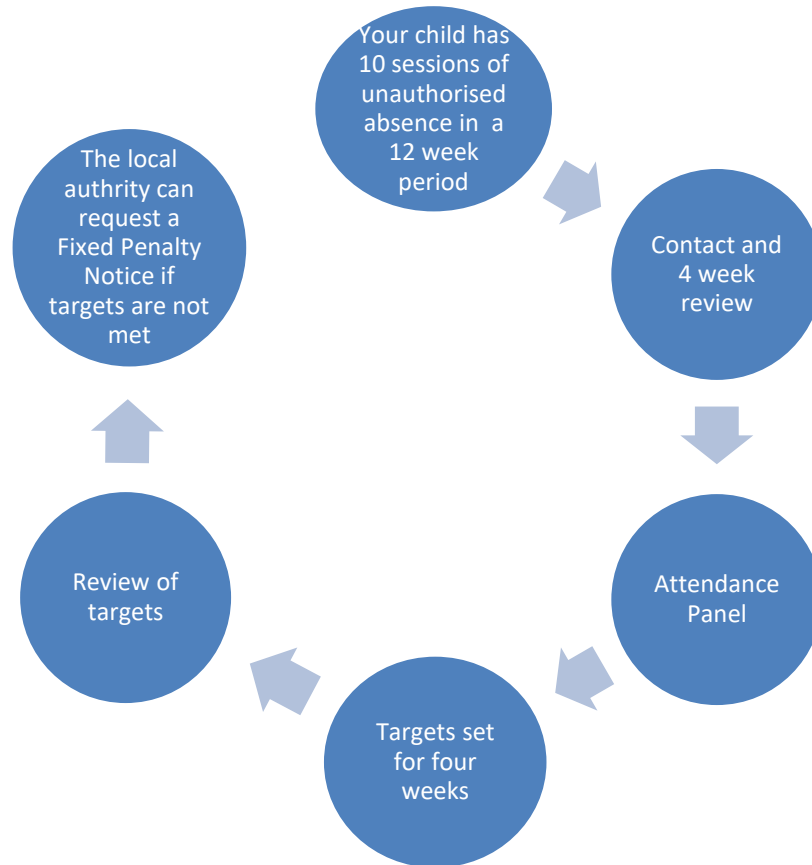 Your child has
10 sessions of
unauthorised
absence in a
12 week
period
Contact and
4 week
review
Attendance
Panel
Targets set
for four
weeks
Review of
targets
The local
authrity can
request a
Fixed Penalty
Notice if
targets are not
met